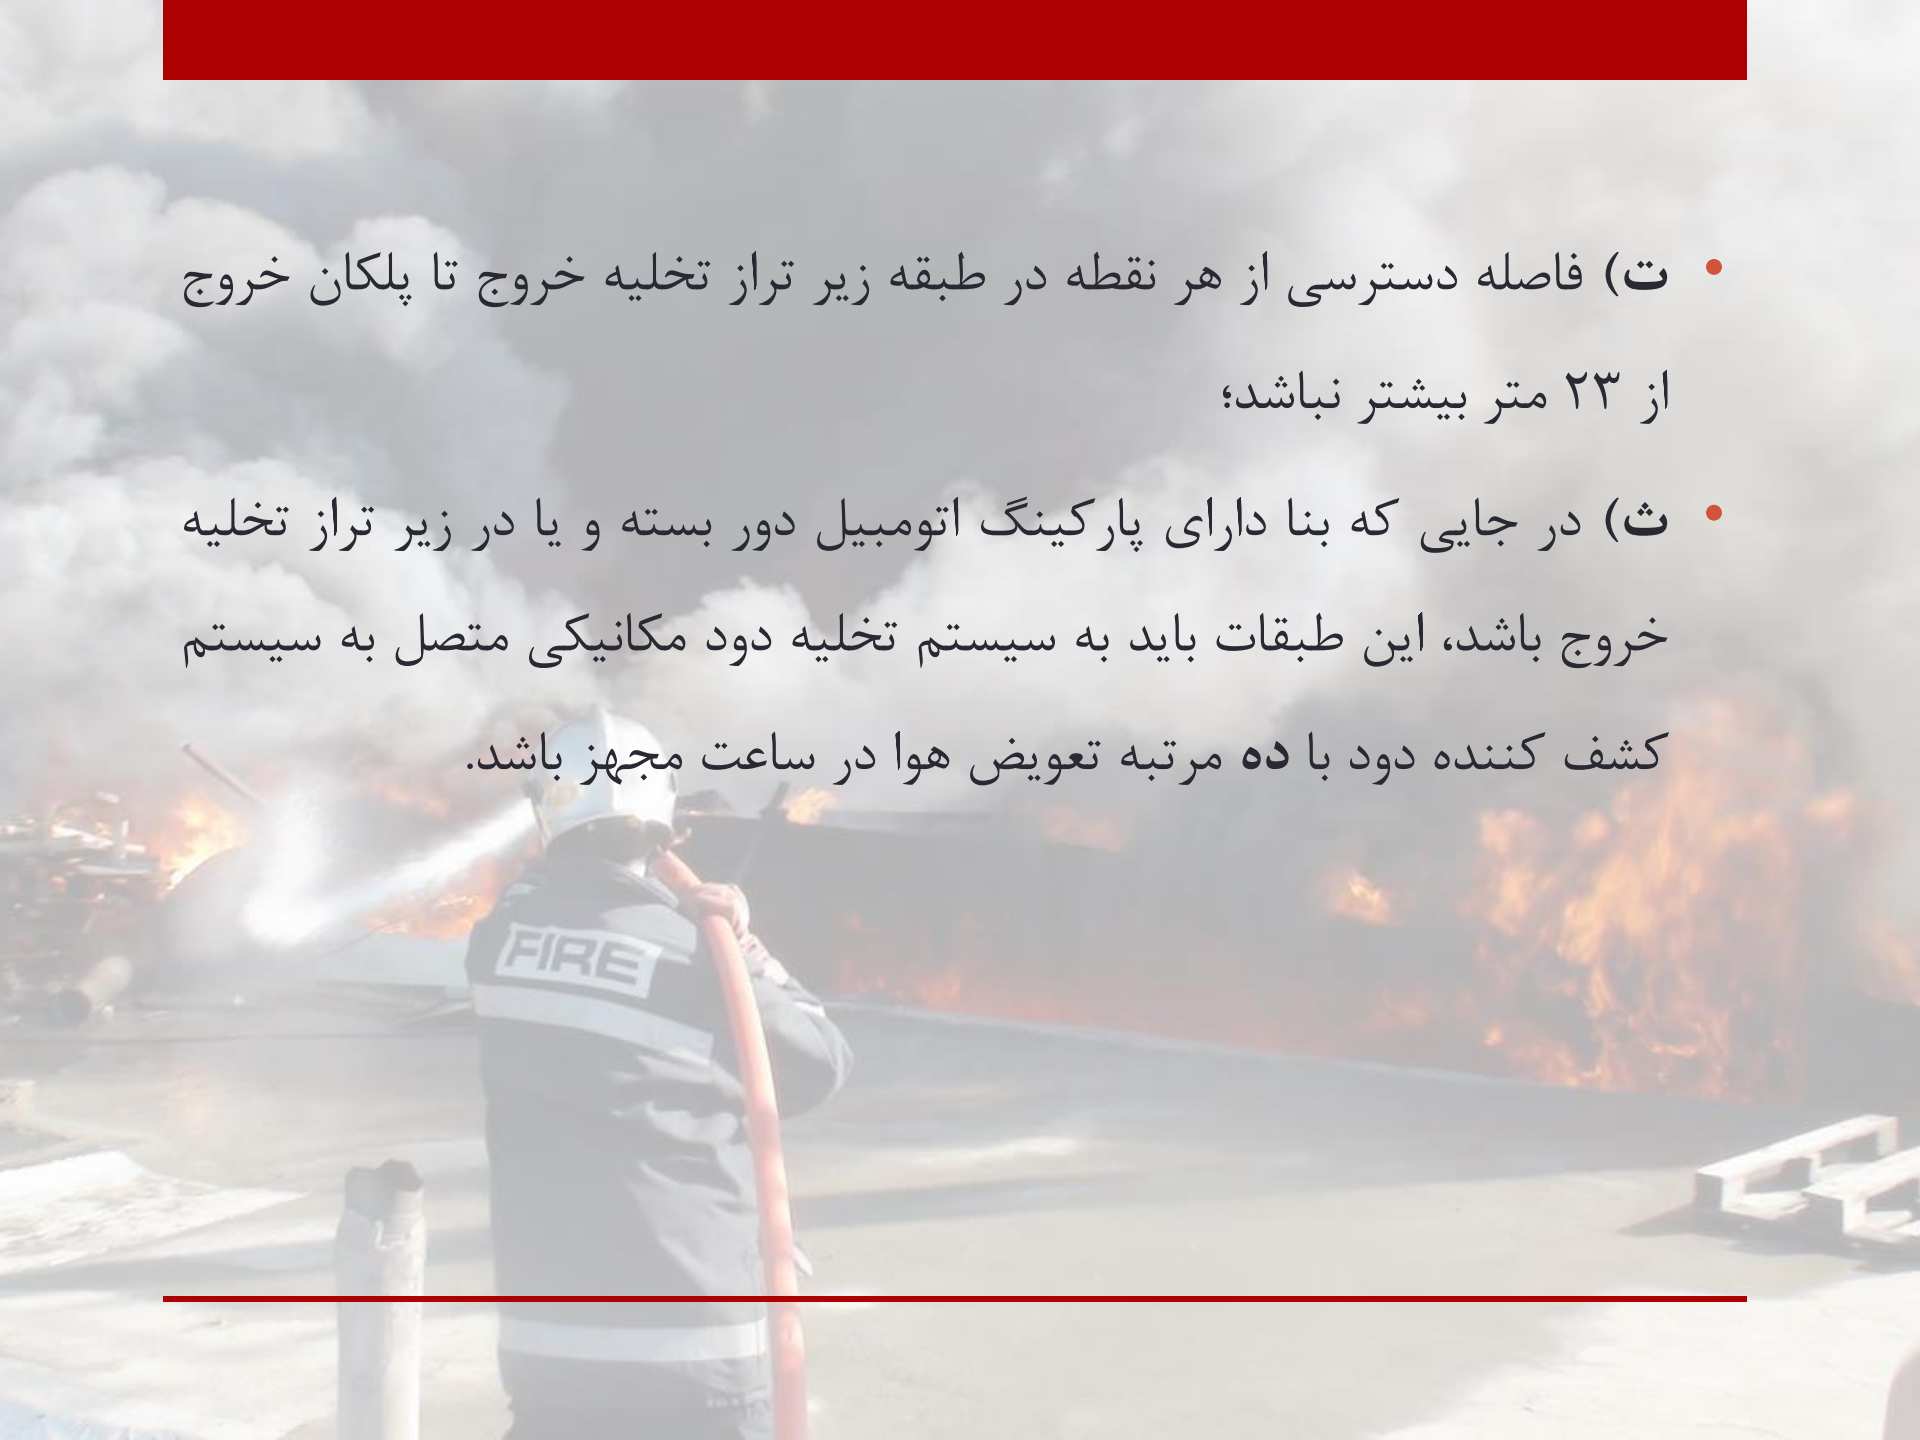 • ت) فاصله دسترسی از هر نقطه در طبقه زیر تراز تخلیه خروج تا پلکان خروج
از ۲۳ متر بیشتر نباشد؛
• ث) در جایی که بنا دارای پارکینگ اتومبیل دور بسته و یا در زیر تراز تخلیه
خروج باشد، این طبقات باید به سیستم تخلیه دود مکانیکی متصل به سیستم
کشف کننده دود با ده مرتبه تعویض هوا در ساعت مجهز باشد.
FIRE